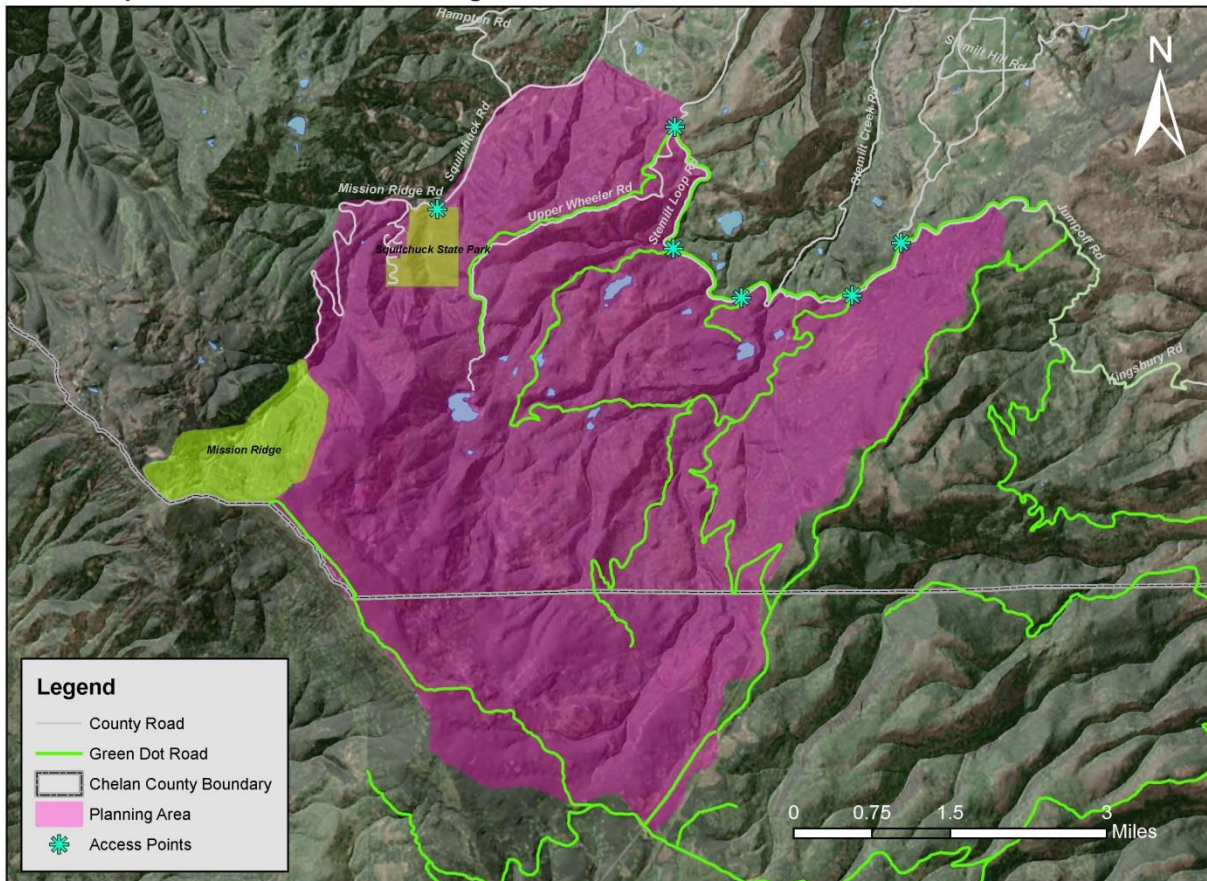 Hampton Rd
Stemilt Hill Rd
N
Squilchuck Rd
Stemilt Creek Rd
Mission Ridge Rd
Upper Wheeler Rd
Stemilt Loop Rd
Squilchuck State Park
Jumpoff Rd
Kingsbury Rd
Mission Ridge
Legend
County Road
Green Dot Road
Chelan County Boundary
Planning Area
Access Points
0 0.75 1.5 3
Miles